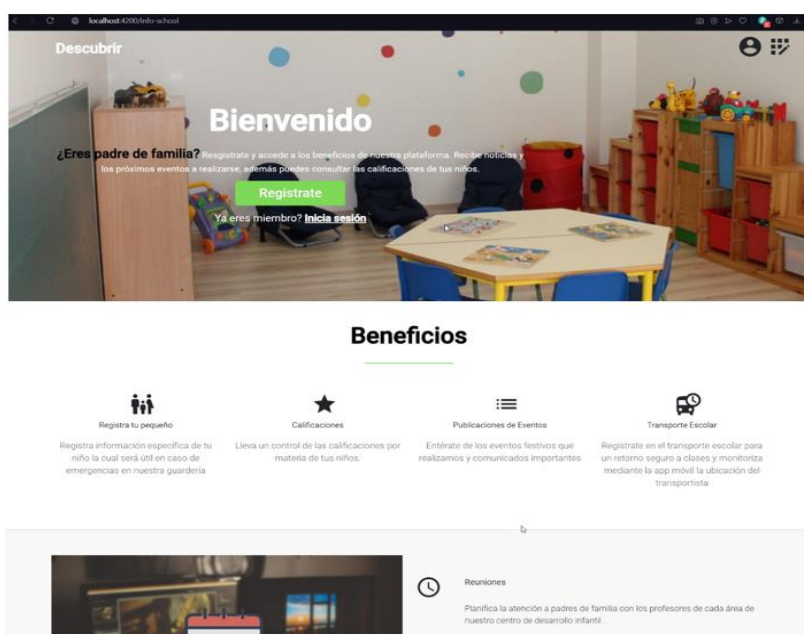 localhost:4200/info-school
Descubrir
Bienvenido
¿Eres padre de familia? Resgistrate y accede a los beneficios de nuestra plataforma. Recibe noticias y
los próximos eventos a realizarse, además puedes consultar las calificaciones de tus niños.
Registrate
Ya eres miembro? Inicia sesión
Beneficios
Registra tu pequeño
Registra información específica de tu
niño la cual será útil en caso de
emergencias en nuestra guardería
Calificaciones
Lleva un control de las calificaciones por
materia de tus niños.
Publicaciones de Eventos
Entérate de los eventos festivos que
realizamos y comunicados importantes
Transporte Escolar
Registrate en el transporte escolar para
un retorno seguro a clases y monitoriza
mediante la app móvil la ubicación del
transportista
Reuniones
Planifica la atención a padres de familia con los profesores de cada área de
nuestro centro de desarrollo infantil.